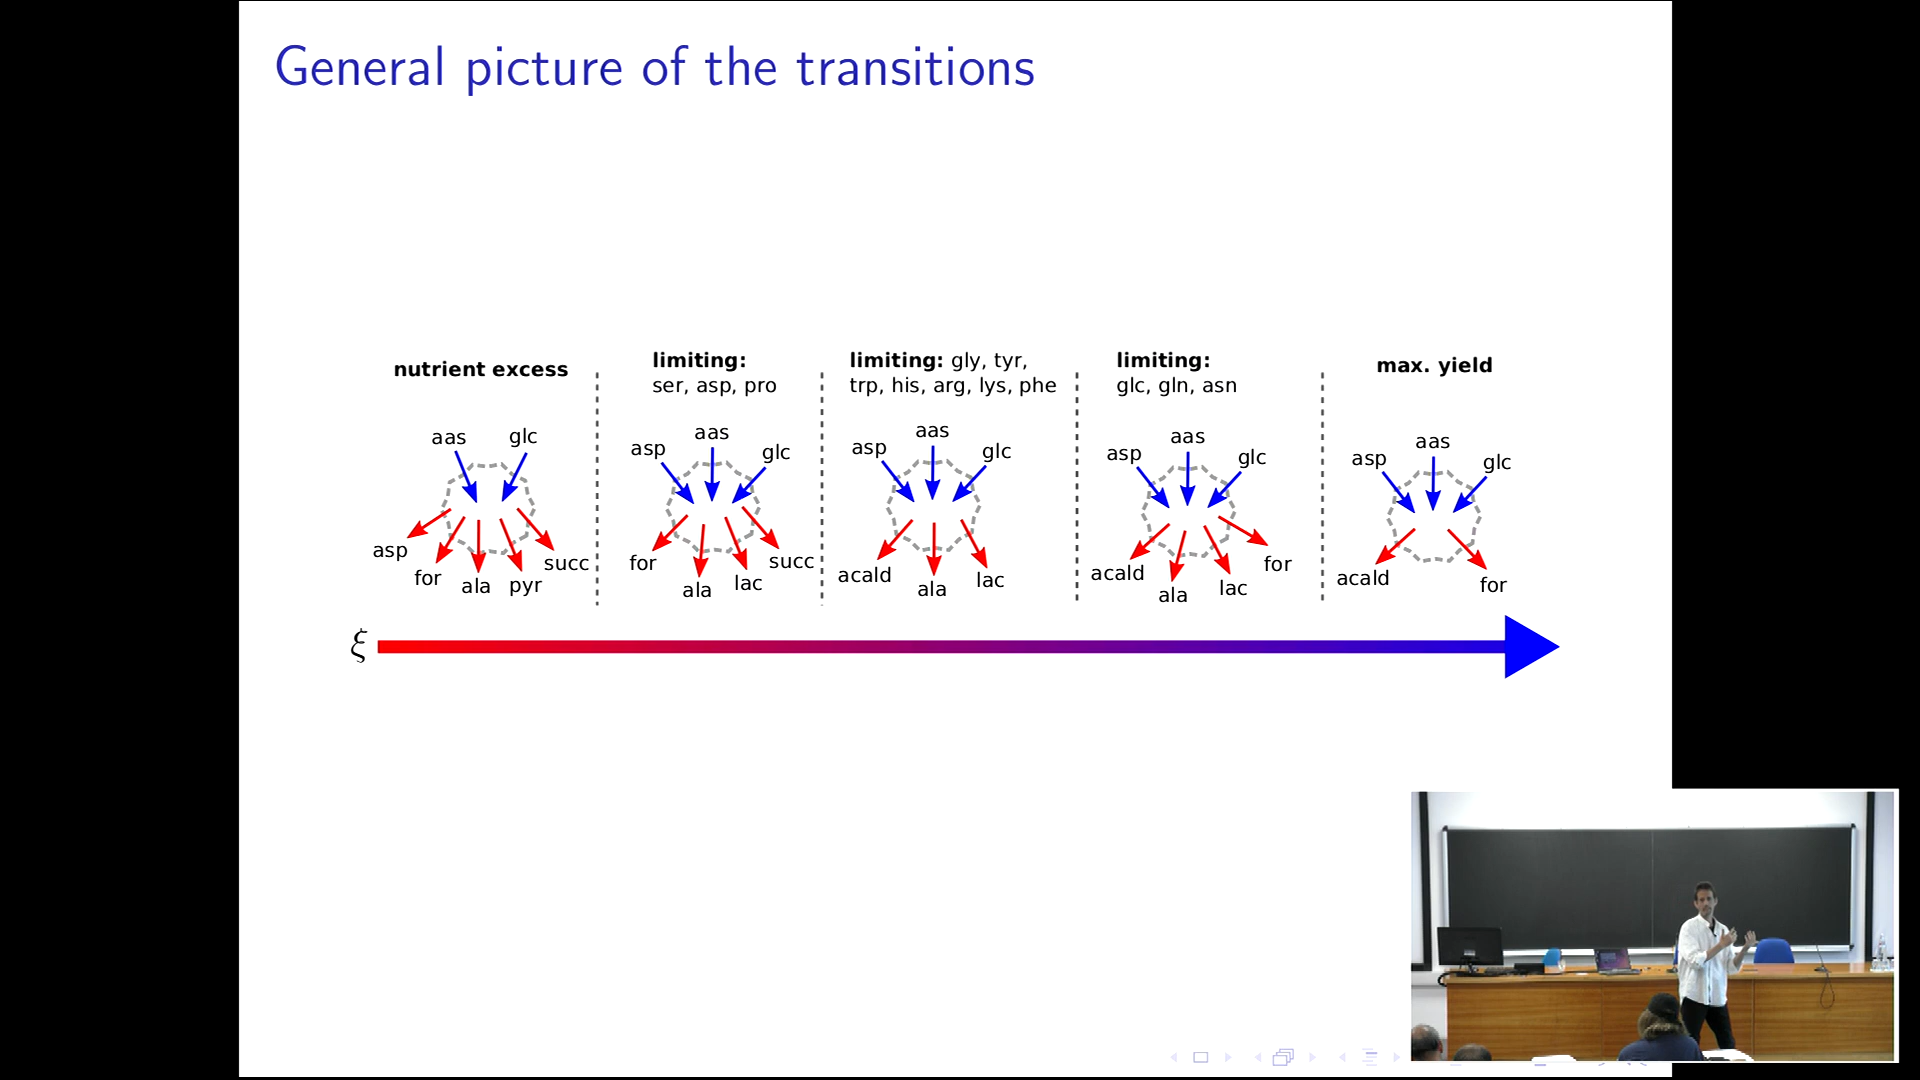 General picture of the transitions
nutrient excess
aas glc
asp for ala pyr succ
limiting:
ser, asp, pro
asp aas glc
for ala lac succ
limiting: gly, tyr,
trp, his, arg, lys, phe
asp aas glc
acald ala lac
limiting:
glc, gln, asn
asp aas glc
acald ala lac for
max. yield
asp aas glc
acald for
ξ